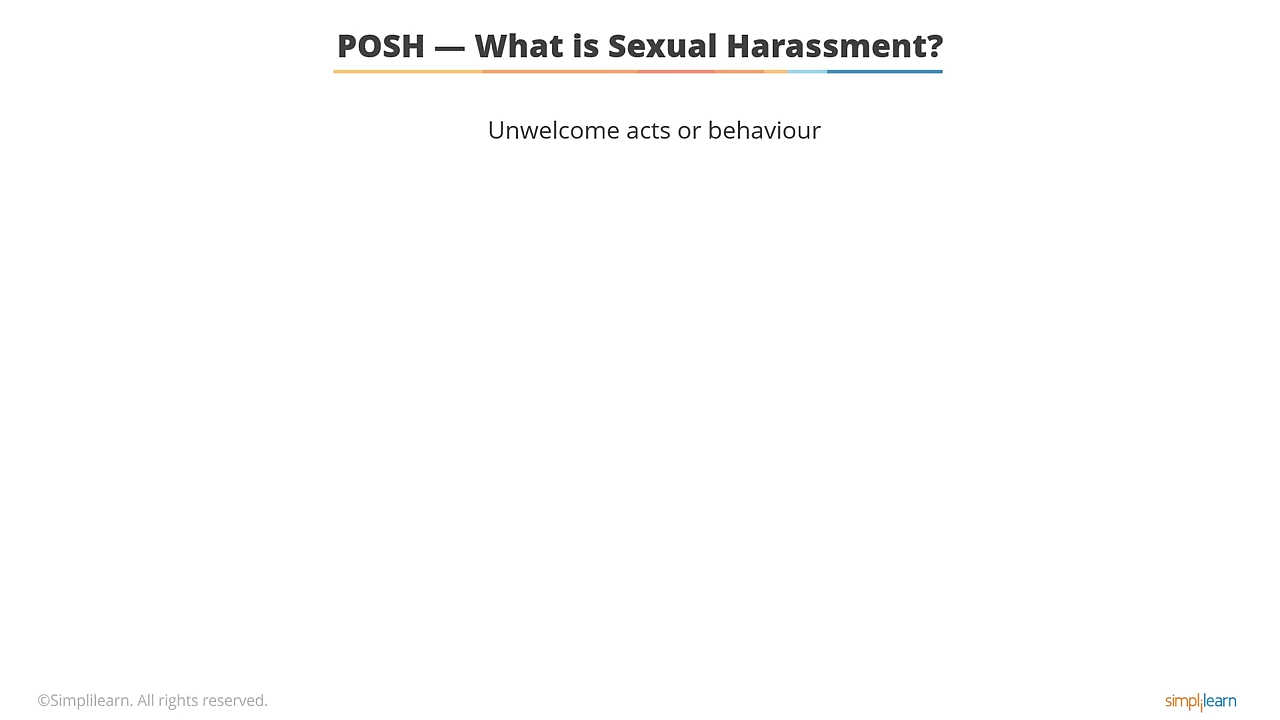 POSH — What is Sexual Harassment?
Unwelcome acts or behaviour
©Simplilearn. All rights reserved.
simplilearn